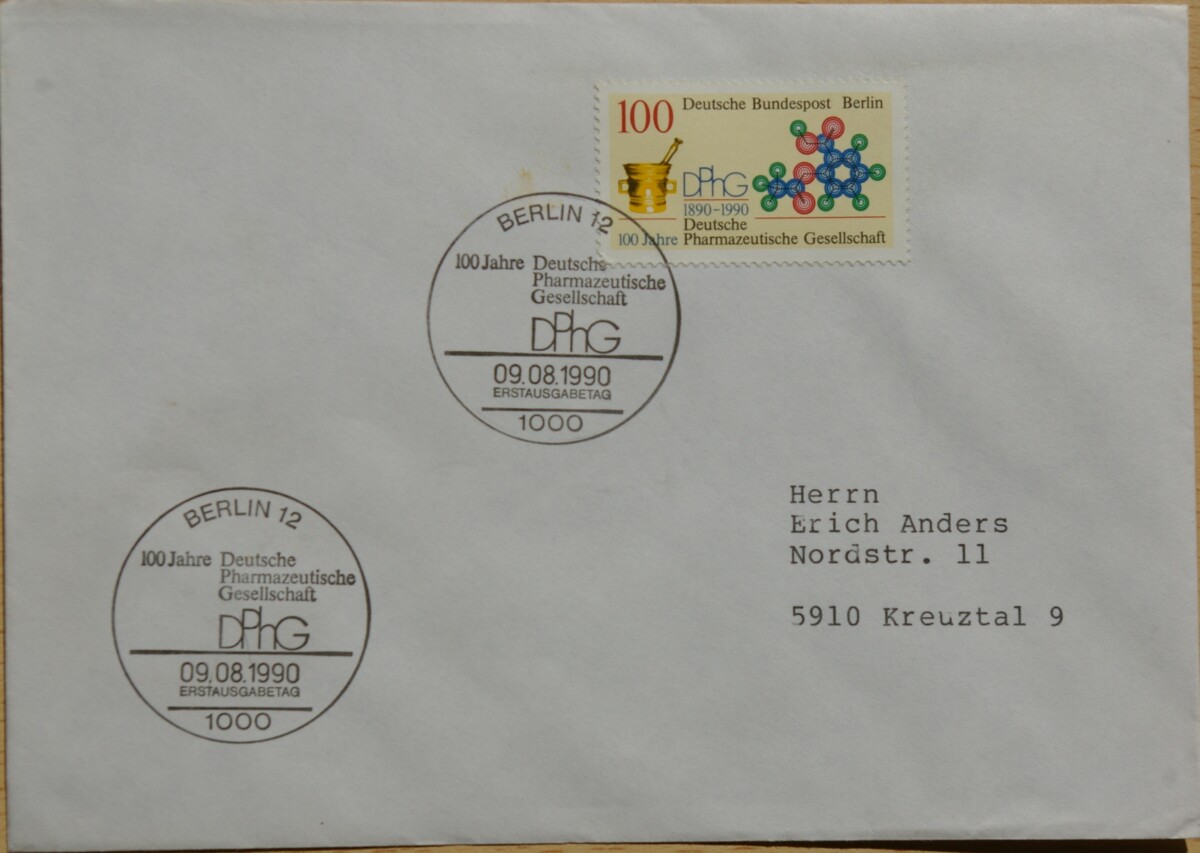 100 Deutsche Bundespost Berlin
DPhG
1890-1990
Deutsche
100 Jahre Pharmazeutische Gesellschaft
BERLIN 12
100 Jahre Deutsche
Pharmazeutische
Gesellschaft
DPhG
09.08.1990
ERSTAUSGABETAG
1000
Herrn
Erich Anders
Nordstr. 11
5910 Kreuztal 9
BERLIN 12
100 Jahre Deutsche
Pharmazeutische
Gesellschaft
DPhG
09.08.1990
ERSTAUSGABETAG
1000